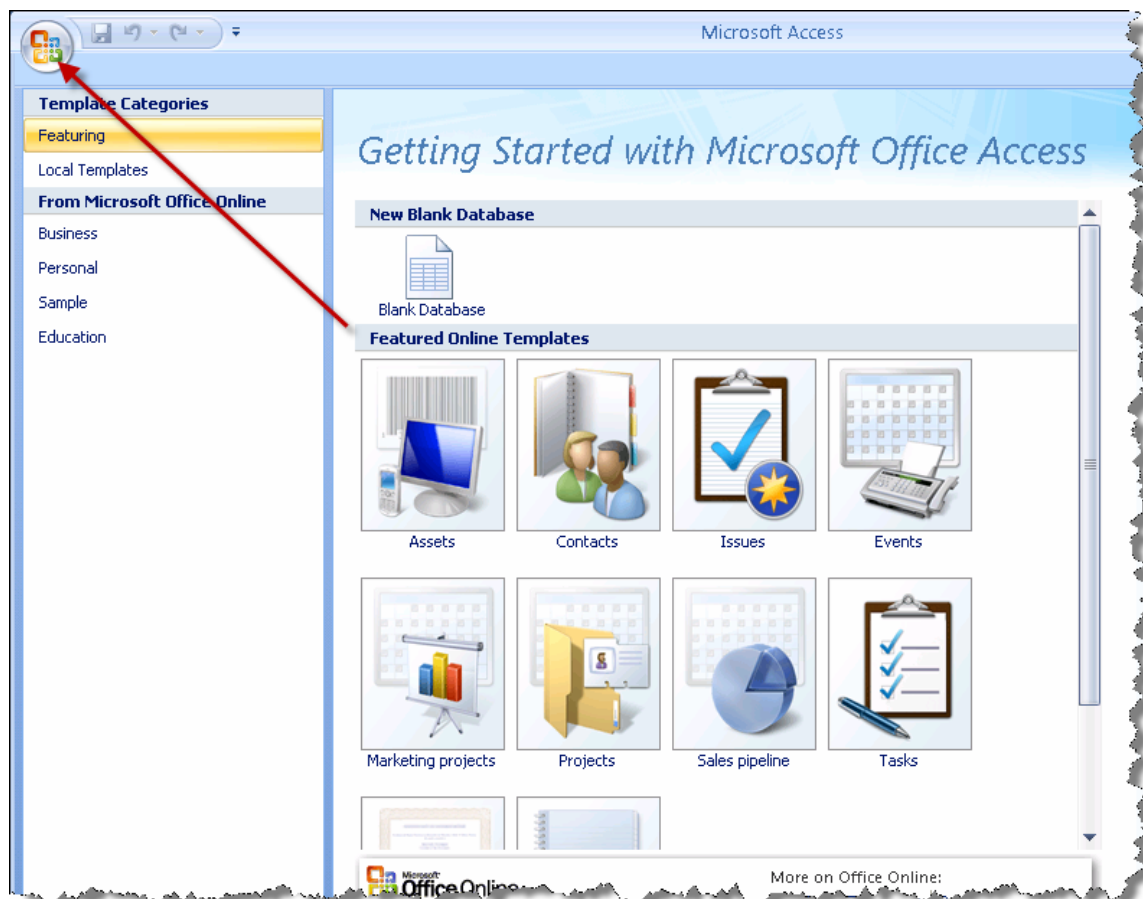 Microsoft Access
Template Categories
Featuring
Local Templates
From Microsoft Office Online
Business
Personal
Sample
Education
Getting Started with Microsoft Office Access
New Blank Database
Blank Database
Featured Online Templates
Assets
Contacts
Issues
Events
Marketing projects
Projects
Sales pipeline
Tasks
Microsoft
Office Online
More on Office Online: